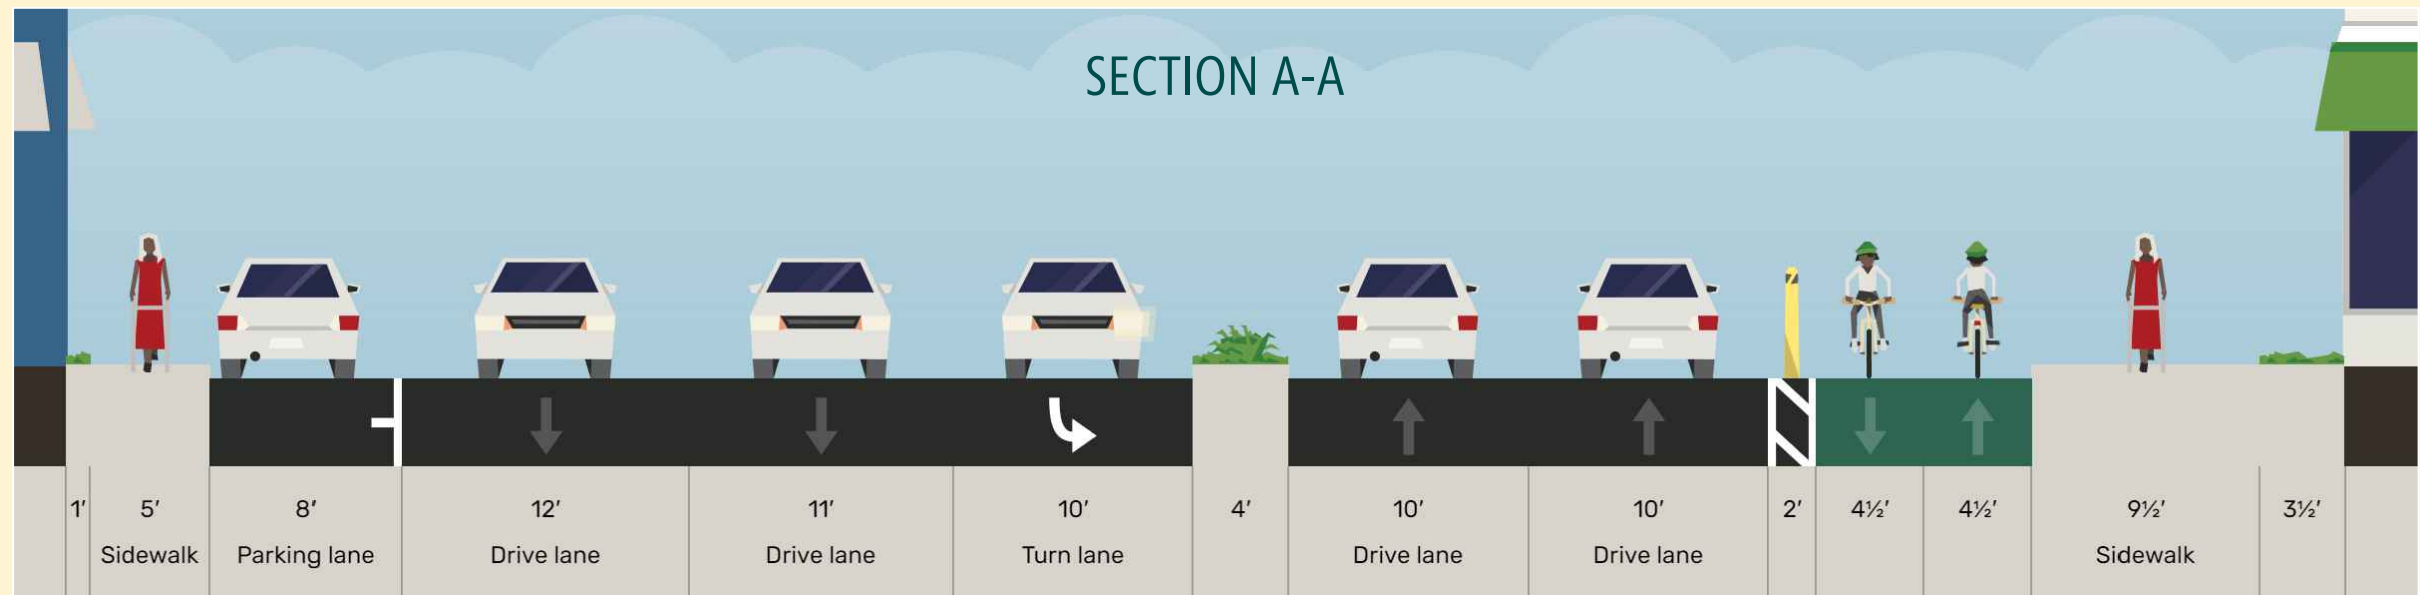 SECTION A-A
1′ 5′ 8′ 12′ 11′ 10′ 4′ 10′ 10′ 2′ 4½′ 4½′ 9½′ 3½′
Sidewalk Parking lane Drive lane Drive lane Turn lane Drive lane Drive lane Sidewalk